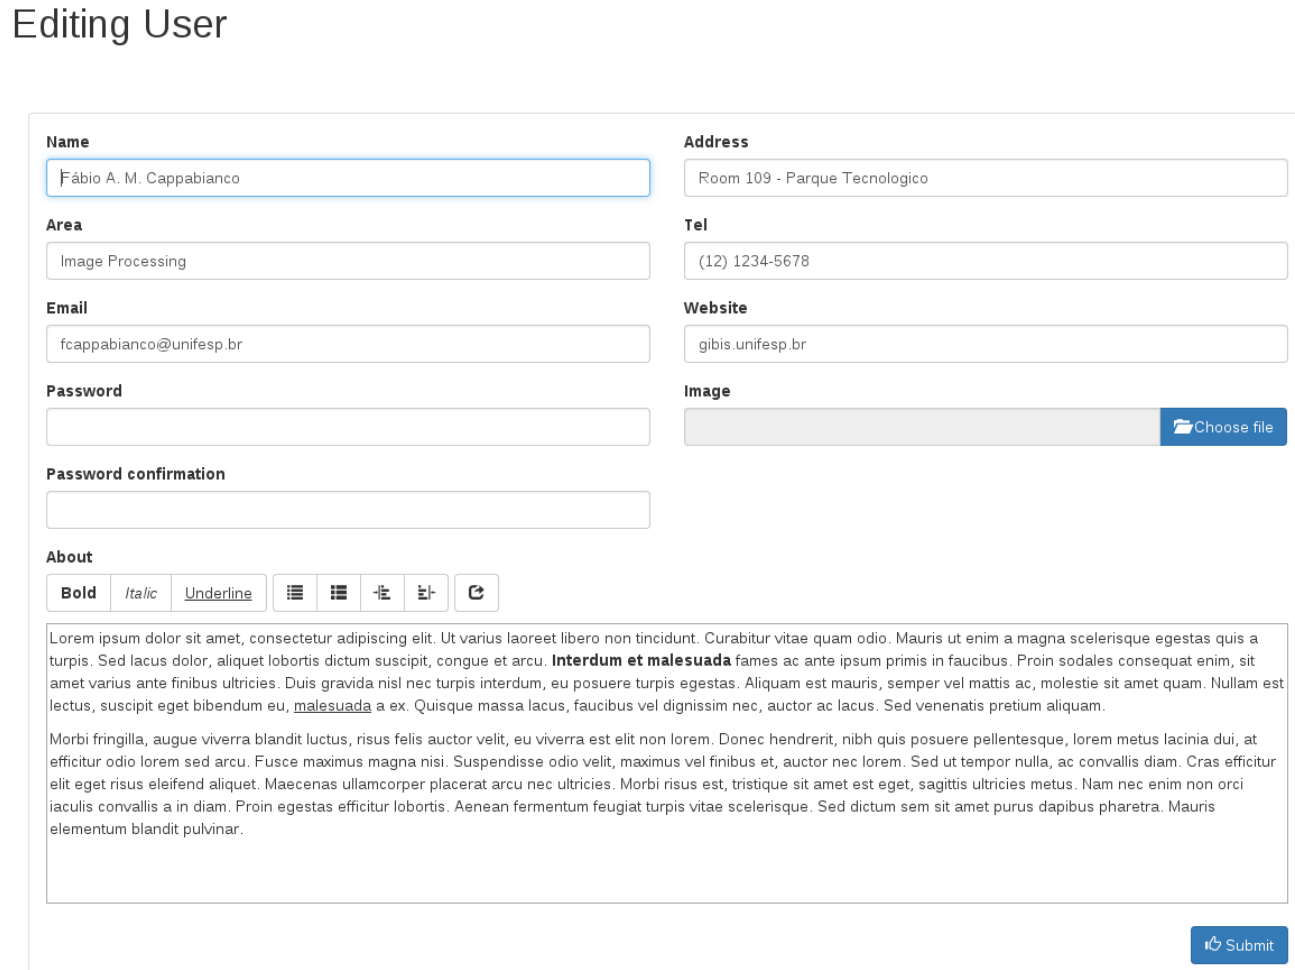 Editing User
Name
Fábio A. M. Cappabianco
Address
Room 109 - Parque Tecnologico
Area
Image Processing
Tel
(12) 1234-5678
Email
fcappabianco@unifesp.br
Website
gibis.unifesp.br
Password
Image
Choose file
Password confirmation
About
Bold Italic Underline
Lorem ipsum dolor sit amet, consectetur adipiscing elit. Ut varius laoreet libero non tincidunt. Curabitur vitae quam odio. Mauris ut enim a magna scelerisque egestas quis a
turpis. Sed lacus dolor, aliquet lobortis dictum suscipit, congue et arcu. Interdum et malesuada fames ac ante ipsum primis in faucibus. Proin sodales consequat enim, sit
amet varius ante finibus ultricies. Duis gravida nisl nec turpis interdum, eu posuere turpis egestas. Aliquam est mauris, semper vel mattis ac, molestie sit amet quam. Nullam est
lectus, suscipit eget bibendum eu, malesuada a ex. Quisque massa lacus, faucibus vel dignissim nec, auctor ac lacus. Sed venenatis pretium aliquam.
Morbi fringilla, augue viverra blandit luctus, risus felis auctor velit, eu viverra est elit non lorem. Donec hendrerit, nibh quis posuere pellentesque, lorem metus lacinia dui, at
efficitur odio lorem sed arcu. Fusce maximus magna nisi. Suspendisse odio velit, maximus vel finibus et, auctor nec lorem. Sed ut tempor nulla, ac convallis diam. Cras efficitur
elit eget risus eleifend aliquet. Maecenas ullamcorper placerat arcu nec ultricies. Morbi risus est, tristique sit amet est eget, sagittis ultricies metus. Nam nec enim non orci
iaculis convallis a in diam. Proin egestas efficitur lobortis. Aenean fermentum feugiat turpis vitae scelerisque. Sed dictum sem sit amet purus dapibus pharetra. Mauris
elementum blandit pulvinar.
Submit